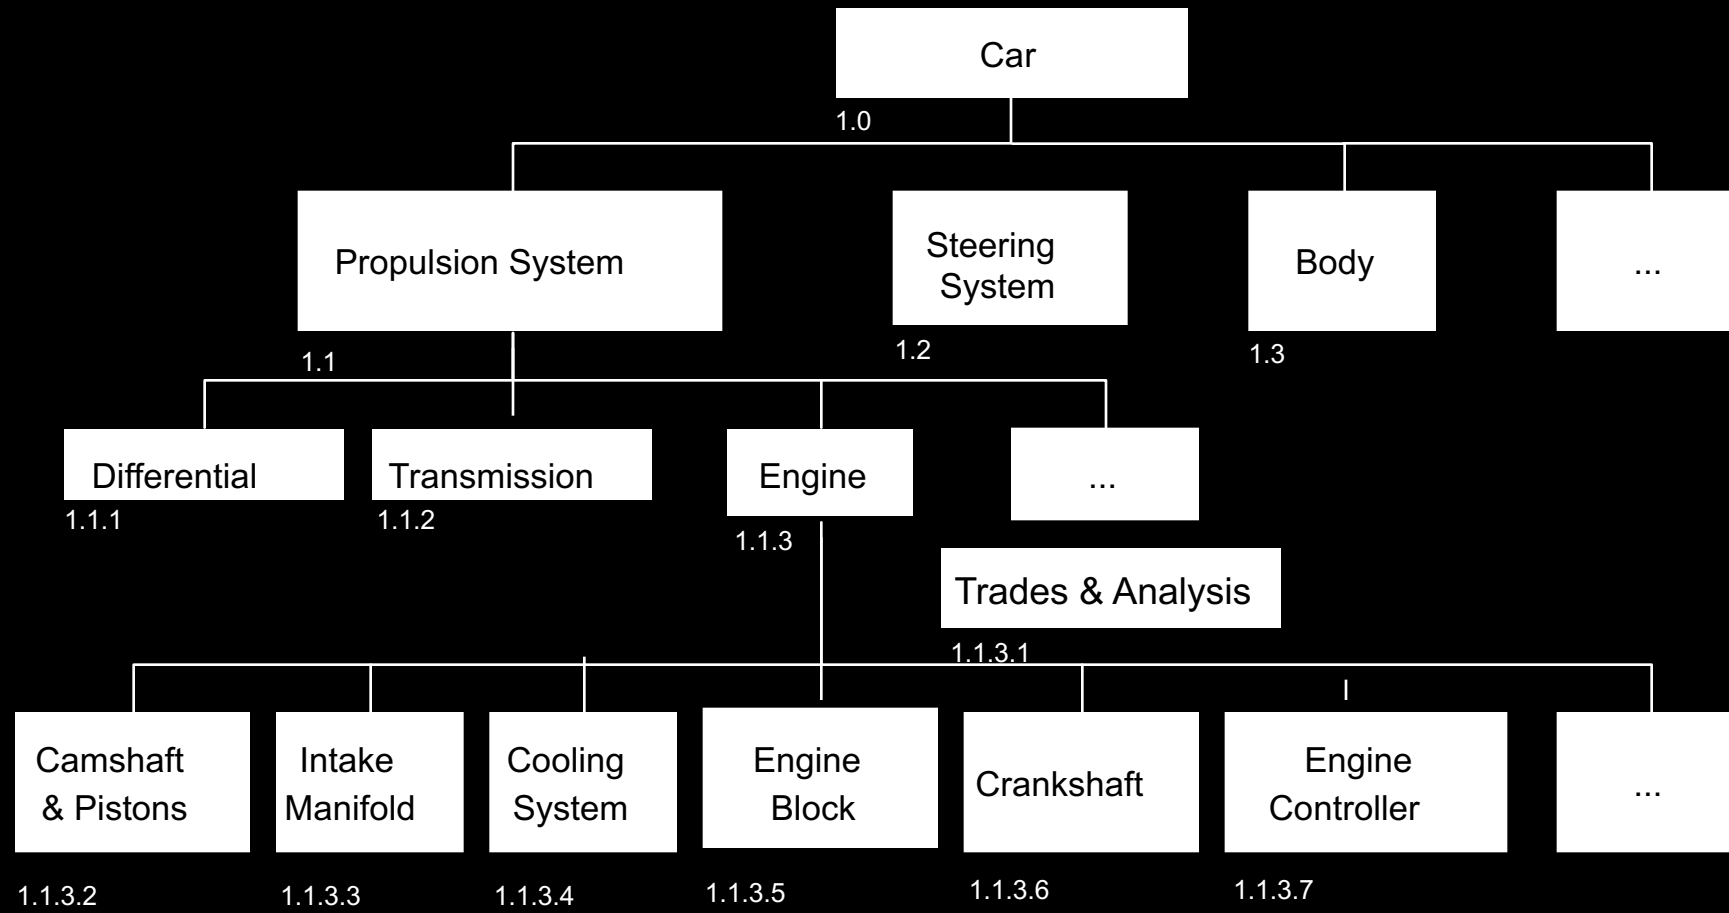 Car
1.0
Propulsion System
Steering
System
Body
...
1.1
1.2
1.3
Differential
Transmission
Engine
...
1.1.1
1.1.2
1.1.3
Trades & Analysis
1.1.3.1
Camshaft
& Pistons
Intake
Manifold
Cooling
System
Engine
Block
Crankshaft
Engine
Controller
...
1.1.3.2
1.1.3.3
1.1.3.4
1.1.3.5
1.1.3.6
1.1.3.7